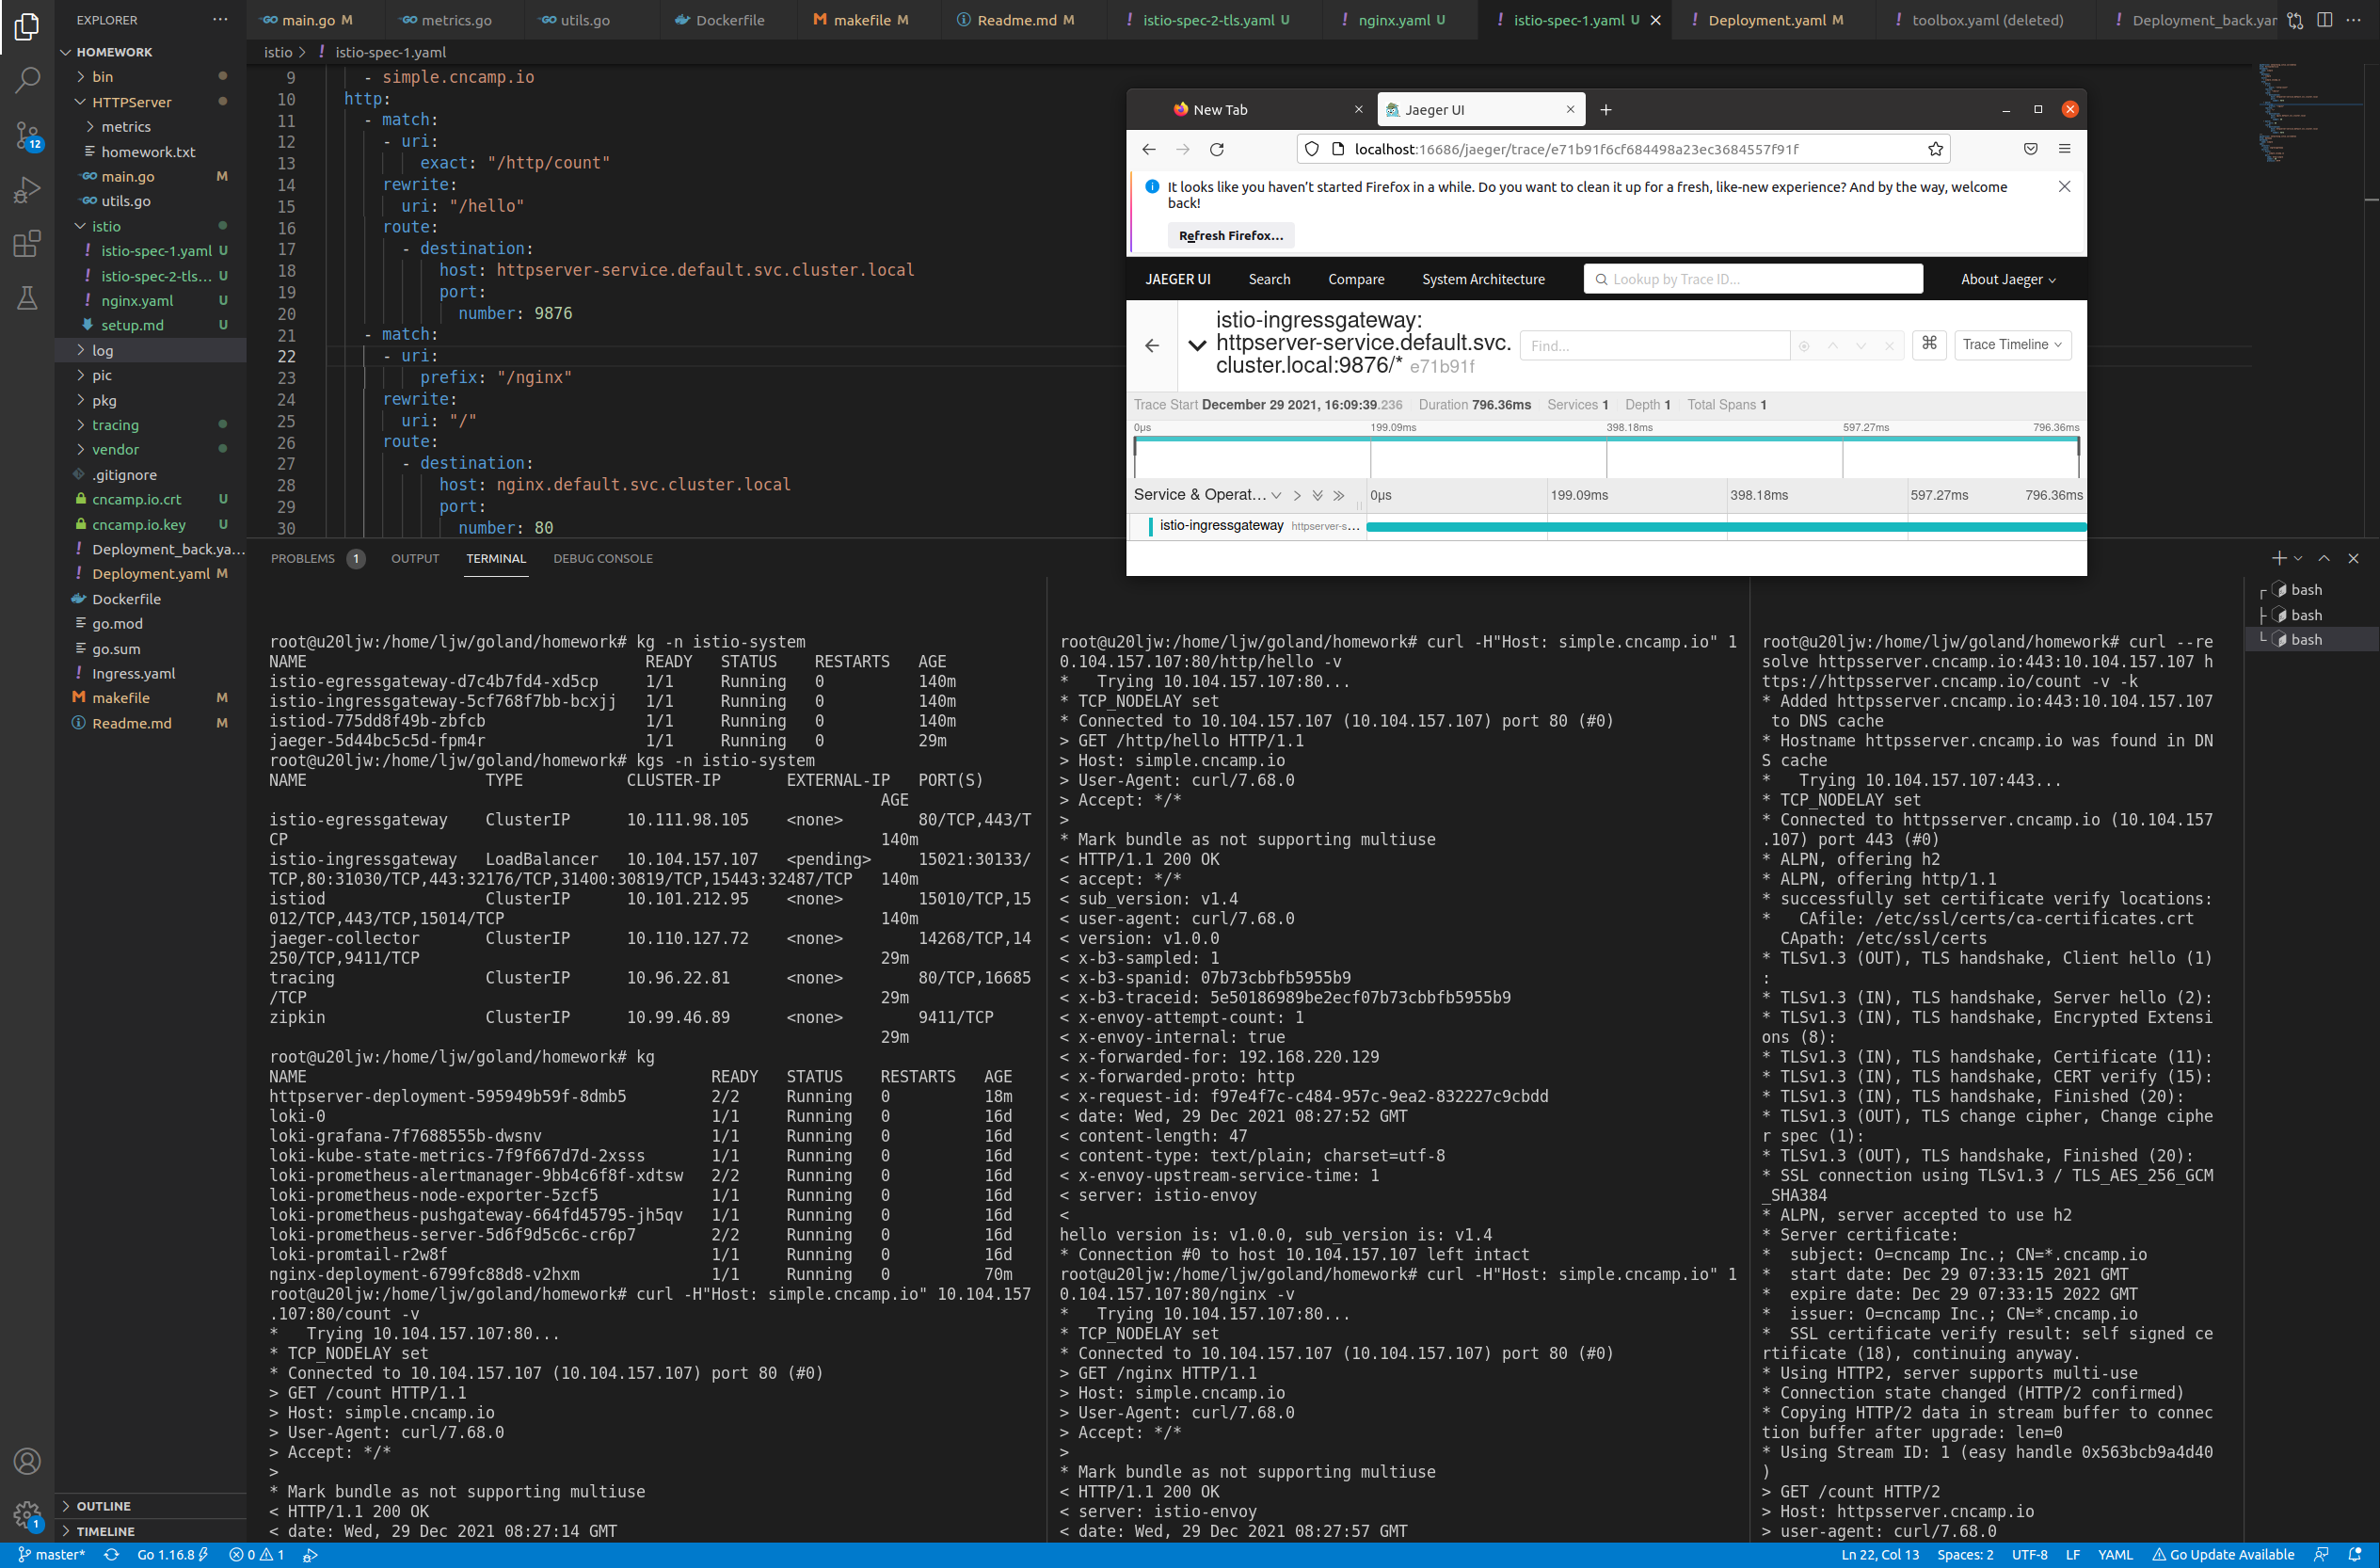 EXPLORER
HOMEWORK
bin
HTTPServer
metrics
homework.txt
main.go M
utils.go
istio
istio-spec-1.yaml U
istio-spec-2-tls... U
nginx.yaml U
setup.md U
log
pic
pkg
tracing
vendor
.gitignore
cncamp.io.crt U
cncamp.io.key U
Deployment_back.ya...
Deployment.yaml M
Dockerfile
go.mod
go.sum
Ingress.yaml
makefile M
Readme.md M
OUTLINE
TIMELINE
12
1
main.go M
metrics.go
utils.go
Dockerfile
makefile M
Readme.md M
istio-spec-2-tls.yaml U
nginx.yaml U
istio-spec-1.yaml U
Deployment.yaml M
toolbox.yaml (deleted)
Deployment_back.yar
istio > istio-spec-1.yaml
9 - simple.cncamp.io
10 http:
11 - match:
12 - uri:
13 exact: "/http/count"
14 rewrite:
15 uri: "/hello"
16 route:
17 - destination:
18 host: httpserver-service.default.svc.cluster.local
19 port:
20 number: 9876
21 - match:
22 - uri:
23 prefix: "/nginx"
24 rewrite:
25 uri: "/"
26 route:
27 - destination:
28 host: nginx.default.svc.cluster.local
29 port:
30 number: 80
New Tab
Jaeger UI
localhost:16686/jaeger/trace/e71b91f6cf684498a23ec3684557f91f
It looks like you haven't started Firefox in a while. Do you want to clean it up for a fresh, like-new experience? And by the way, welcome
back!
Refresh Firefox...
JAEGER UI Search Compare System Architecture Lookup by Trace ID... About Jaeger
istio-ingressgateway:
httpserver-service.default.svc.
cluster.local:9876/* e71b91f
Find...
Trace Timeline
Trace Start December 29 2021, 16:09:39.236 Duration 796.36ms Services 1 Depth 1 Total Spans 1
0μs 199.09ms 398.18ms 597.27ms 796.36ms
Service & Operat... 0μs 199.09ms 398.18ms 597.27ms 796.36ms
istio-ingressgateway httpserver-s...
PROBLEMS 1 OUTPUT TERMINAL DEBUG CONSOLE
bash
bash
bash
root@u20ljw:/home/ljw/goland/homework# kg -n istio-system
NAME READY STATUS RESTARTS AGE
istio-egressgateway-d7c4b7fd4-xd5cp 1/1 Running 0 140m
istio-ingressgateway-5cf768f7bb-bcxjj 1/1 Running 0 140m
istiod-775dd8f49b-zbfcb 1/1 Running 0 140m
jaeger-5d44bc5c5d-fpm4r 1/1 Running 0 29m
root@u20ljw:/home/ljw/goland/homework# kgs -n istio-system
NAME TYPE CLUSTER-IP EXTERNAL-IP PORT(S)
AGE
istio-egressgateway ClusterIP 10.111.98.105 <none> 80/TCP,443/T
CP 140m
istio-ingressgateway LoadBalancer 10.104.157.107 <pending> 15021:30133/
TCP,80:31030/TCP,443:32176/TCP,31400:30819/TCP,15443:32487/TCP 140m
istiod ClusterIP 10.101.212.95 <none> 15010/TCP,15
012/TCP,443/TCP,15014/TCP 140m
jaeger-collector ClusterIP 10.110.127.72 <none> 14268/TCP,14
250/TCP,9411/TCP 29m
tracing ClusterIP 10.96.22.81 <none> 80/TCP,16685
/TCP 29m
zipkin ClusterIP 10.99.46.89 <none> 9411/TCP
29m
root@u20ljw:/home/ljw/goland/homework# kg
NAME READY STATUS RESTARTS AGE
httpserver-deployment-595949b59f-8dmb5 2/2 Running 0 18m
loki-0 1/1 Running 0 16d
loki-grafana-7f7688555b-dwsnv 1/1 Running 0 16d
loki-kube-state-metrics-7f9f667d7d-2xsss 1/1 Running 0 16d
loki-prometheus-alertmanager-9bb4c6f8f-xdtsw 2/2 Running 0 16d
loki-prometheus-node-exporter-5zcf5 1/1 Running 0 16d
loki-prometheus-pushgateway-664fd45795-jh5qv 1/1 Running 0 16d
loki-prometheus-server-5d6f9d5c6c-cr6p7 2/2 Running 0 16d
loki-promtail-r2w8f 1/1 Running 0 16d
nginx-deployment-6799fc88d8-v2hxm 1/1 Running 0 70m
root@u20ljw:/home/ljw/goland/homework# curl -H"Host: simple.cncamp.io" 10.104.157
.107:80/count -v
* Trying 10.104.157.107:80...
* TCP_NODELAY set
* Connected to 10.104.157.107 (10.104.157.107) port 80 (#0)
> GET /count HTTP/1.1
> Host: simple.cncamp.io
> User-Agent: curl/7.68.0
> Accept: */*
>
* Mark bundle as not supporting multiuse
< HTTP/1.1 200 OK
< date: Wed, 29 Dec 2021 08:27:14 GMT
root@u20ljw:/home/ljw/goland/homework# curl -H"Host: simple.cncamp.io" 1
0.104.157.107:80/http/hello -v
* Trying 10.104.157.107:80...
* TCP_NODELAY set
* Connected to 10.104.157.107 (10.104.157.107) port 80 (#0)
> GET /http/hello HTTP/1.1
> Host: simple.cncamp.io
> User-Agent: curl/7.68.0
> Accept: */*
>
* Mark bundle as not supporting multiuse
< HTTP/1.1 200 OK
< accept: */*
< sub_version: v1.4
< user-agent: curl/7.68.0
< version: v1.0.0
< x-b3-sampled: 1
< x-b3-spanid: 07b73cbbfb5955b9
< x-b3-traceid: 5e50186989be2ecf07b73cbbfb5955b9
< x-envoy-attempt-count: 1
< x-envoy-internal: true
< x-forwarded-for: 192.168.220.129
< x-forwarded-proto: http
< x-request-id: f97e4f7c-c484-957c-9ea2-832227c9cbdd
< date: Wed, 29 Dec 2021 08:27:52 GMT
< content-length: 47
< content-type: text/plain; charset=utf-8
< x-envoy-upstream-service-time: 1
< server: istio-envoy
<
hello version is: v1.0.0, sub_version is: v1.4
* Connection #0 to host 10.104.157.107 left intact
root@u20ljw:/home/ljw/goland/homework# curl -H"Host: simple.cncamp.io" 1
0.104.157.107:80/nginx -v
* Trying 10.104.157.107:80...
* TCP_NODELAY set
* Connected to 10.104.157.107 (10.104.157.107) port 80 (#0)
> GET /nginx HTTP/1.1
> Host: simple.cncamp.io
> User-Agent: curl/7.68.0
> Accept: */*
>
* Mark bundle as not supporting multiuse
< HTTP/1.1 200 OK
< server: istio-envoy
< date: Wed, 29 Dec 2021 08:27:57 GMT
root@u20ljw:/home/ljw/goland/homework# curl --re
solve httpsserver.cncamp.io:443:10.104.157.107 h
ttps://httpsserver.cncamp.io/count -v -k
* Added httpsserver.cncamp.io:443:10.104.157.107
to DNS cache
* Hostname httpsserver.cncamp.io was found in DN
S cache
* Trying 10.104.157.107:443...
* TCP_NODELAY set
* Connected to httpsserver.cncamp.io (10.104.157
.107) port 443 (#0)
* ALPN, offering h2
* ALPN, offering http/1.1
* successfully set certificate verify locations:
* CAfile: /etc/ssl/certs/ca-certificates.crt
CApath: /etc/ssl/certs
* TLSv1.3 (OUT), TLS handshake, Client hello (1)
:
* TLSv1.3 (IN), TLS handshake, Server hello (2):
* TLSv1.3 (IN), TLS handshake, Encrypted Extensi
ons (8):
* TLSv1.3 (IN), TLS handshake, Certificate (11):
* TLSv1.3 (IN), TLS handshake, CERT verify (15):
* TLSv1.3 (IN), TLS handshake, Finished (20):
* TLSv1.3 (OUT), TLS change cipher, Change ciphe
r spec (1):
* TLSv1.3 (OUT), TLS handshake, Finished (20):
* SSL connection using TLSv1.3 / TLS_AES_256_GCM
_SHA384
* ALPN, server accepted to use h2
* Server certificate:
* subject: O=cncamp Inc.; CN=*.cncamp.io
* start date: Dec 29 07:33:15 2021 GMT
* expire date: Dec 29 07:33:15 2022 GMT
* issuer: O=cncamp Inc.; CN=*.cncamp.io
* SSL certificate verify result: self signed ce
rtificate (18), continuing anyway.
* Using HTTP2, server supports multi-use
* Connection state changed (HTTP/2 confirmed)
* Copying HTTP/2 data in stream buffer to connec
tion buffer after upgrade: len=0
* Using Stream ID: 1 (easy handle 0x563bcb9a4d40
)
> GET /count HTTP/2
> Host: httpsserver.cncamp.io
> user-agent: curl/7.68.0
master* Go 1.16.8 0 1 Ln 22, Col 13 Spaces: 2 UTF-8 LF YAML Go Update Available